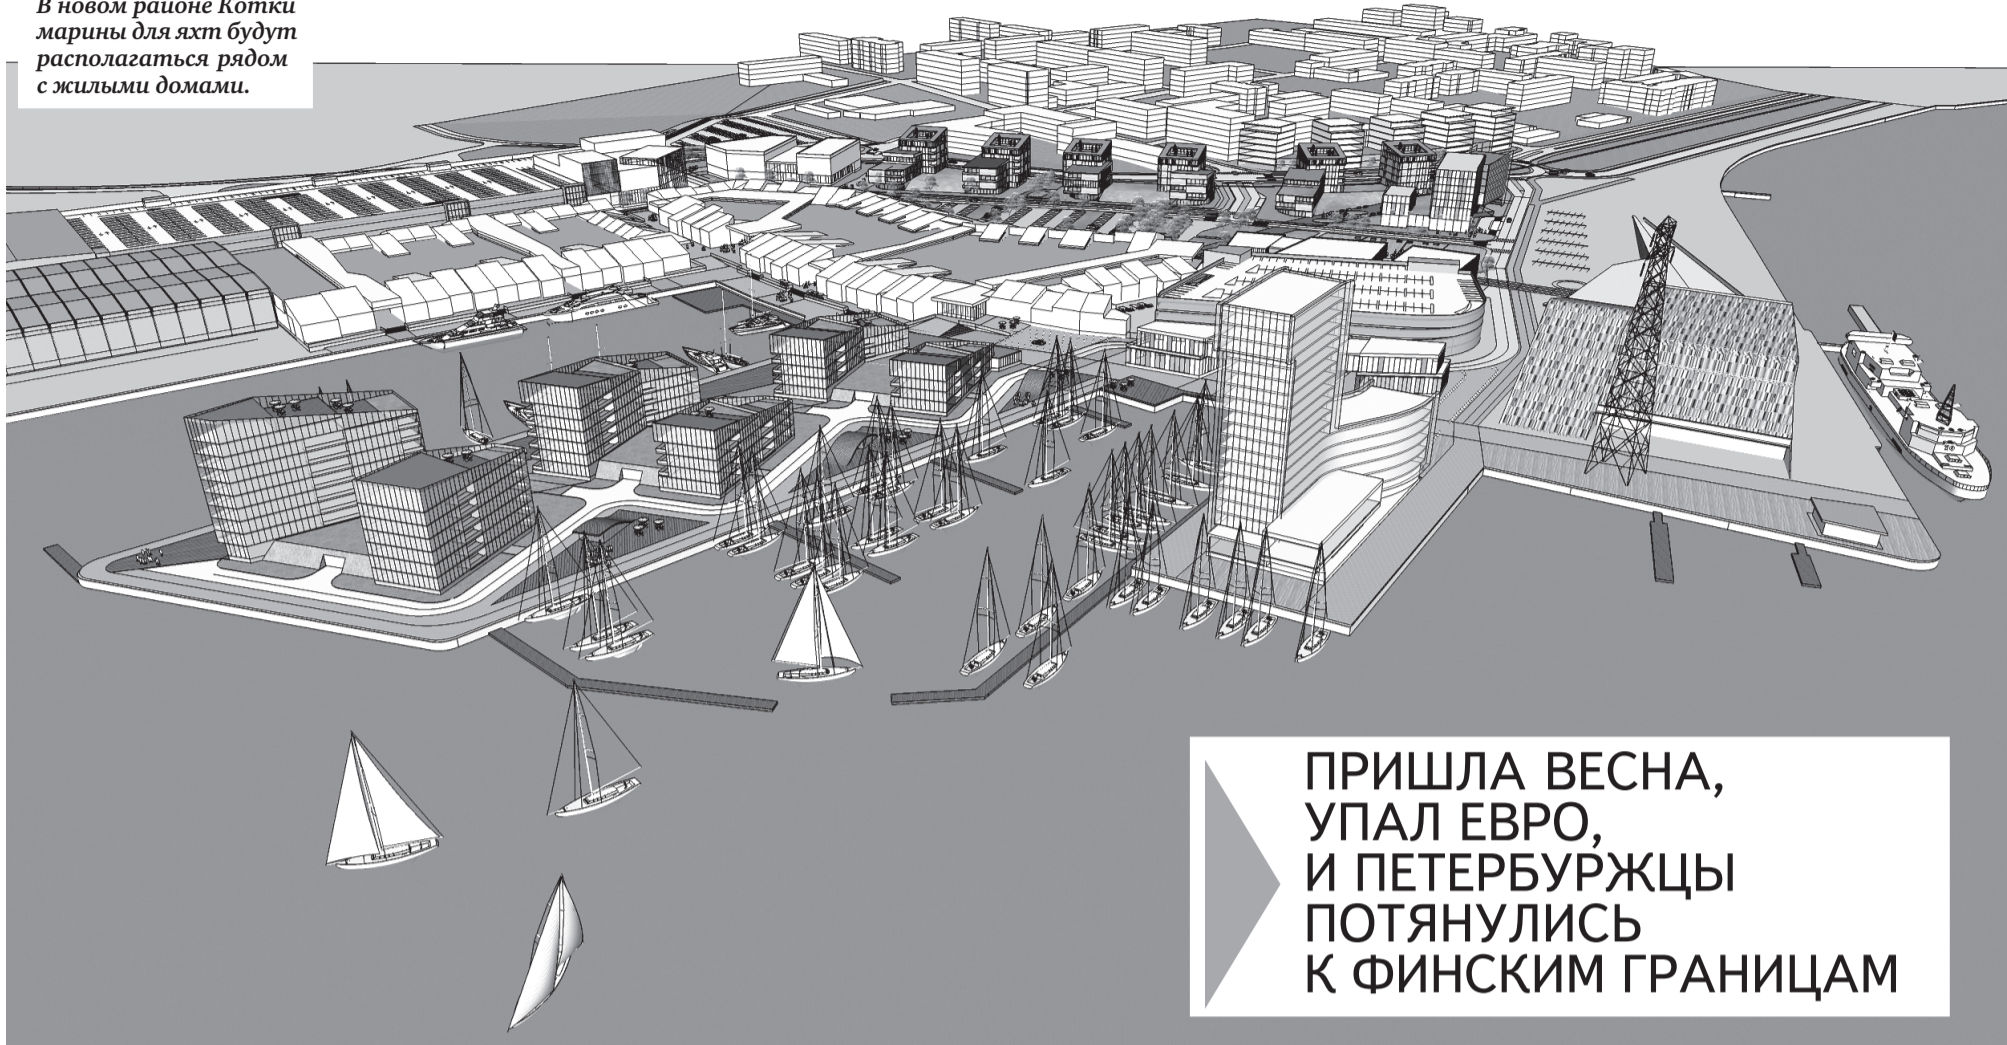 В новом районе Котки
марины для яхт будут
располагаться рядом
с жилыми домами.
ПРИШЛА ВЕСНА,
УПАЛ ЕВРО,
И ПЕТЕРБУРЖЦЫ
ПОТЯНУЛИСЬ
К ФИНСКИМ ГРАНИЦАМ